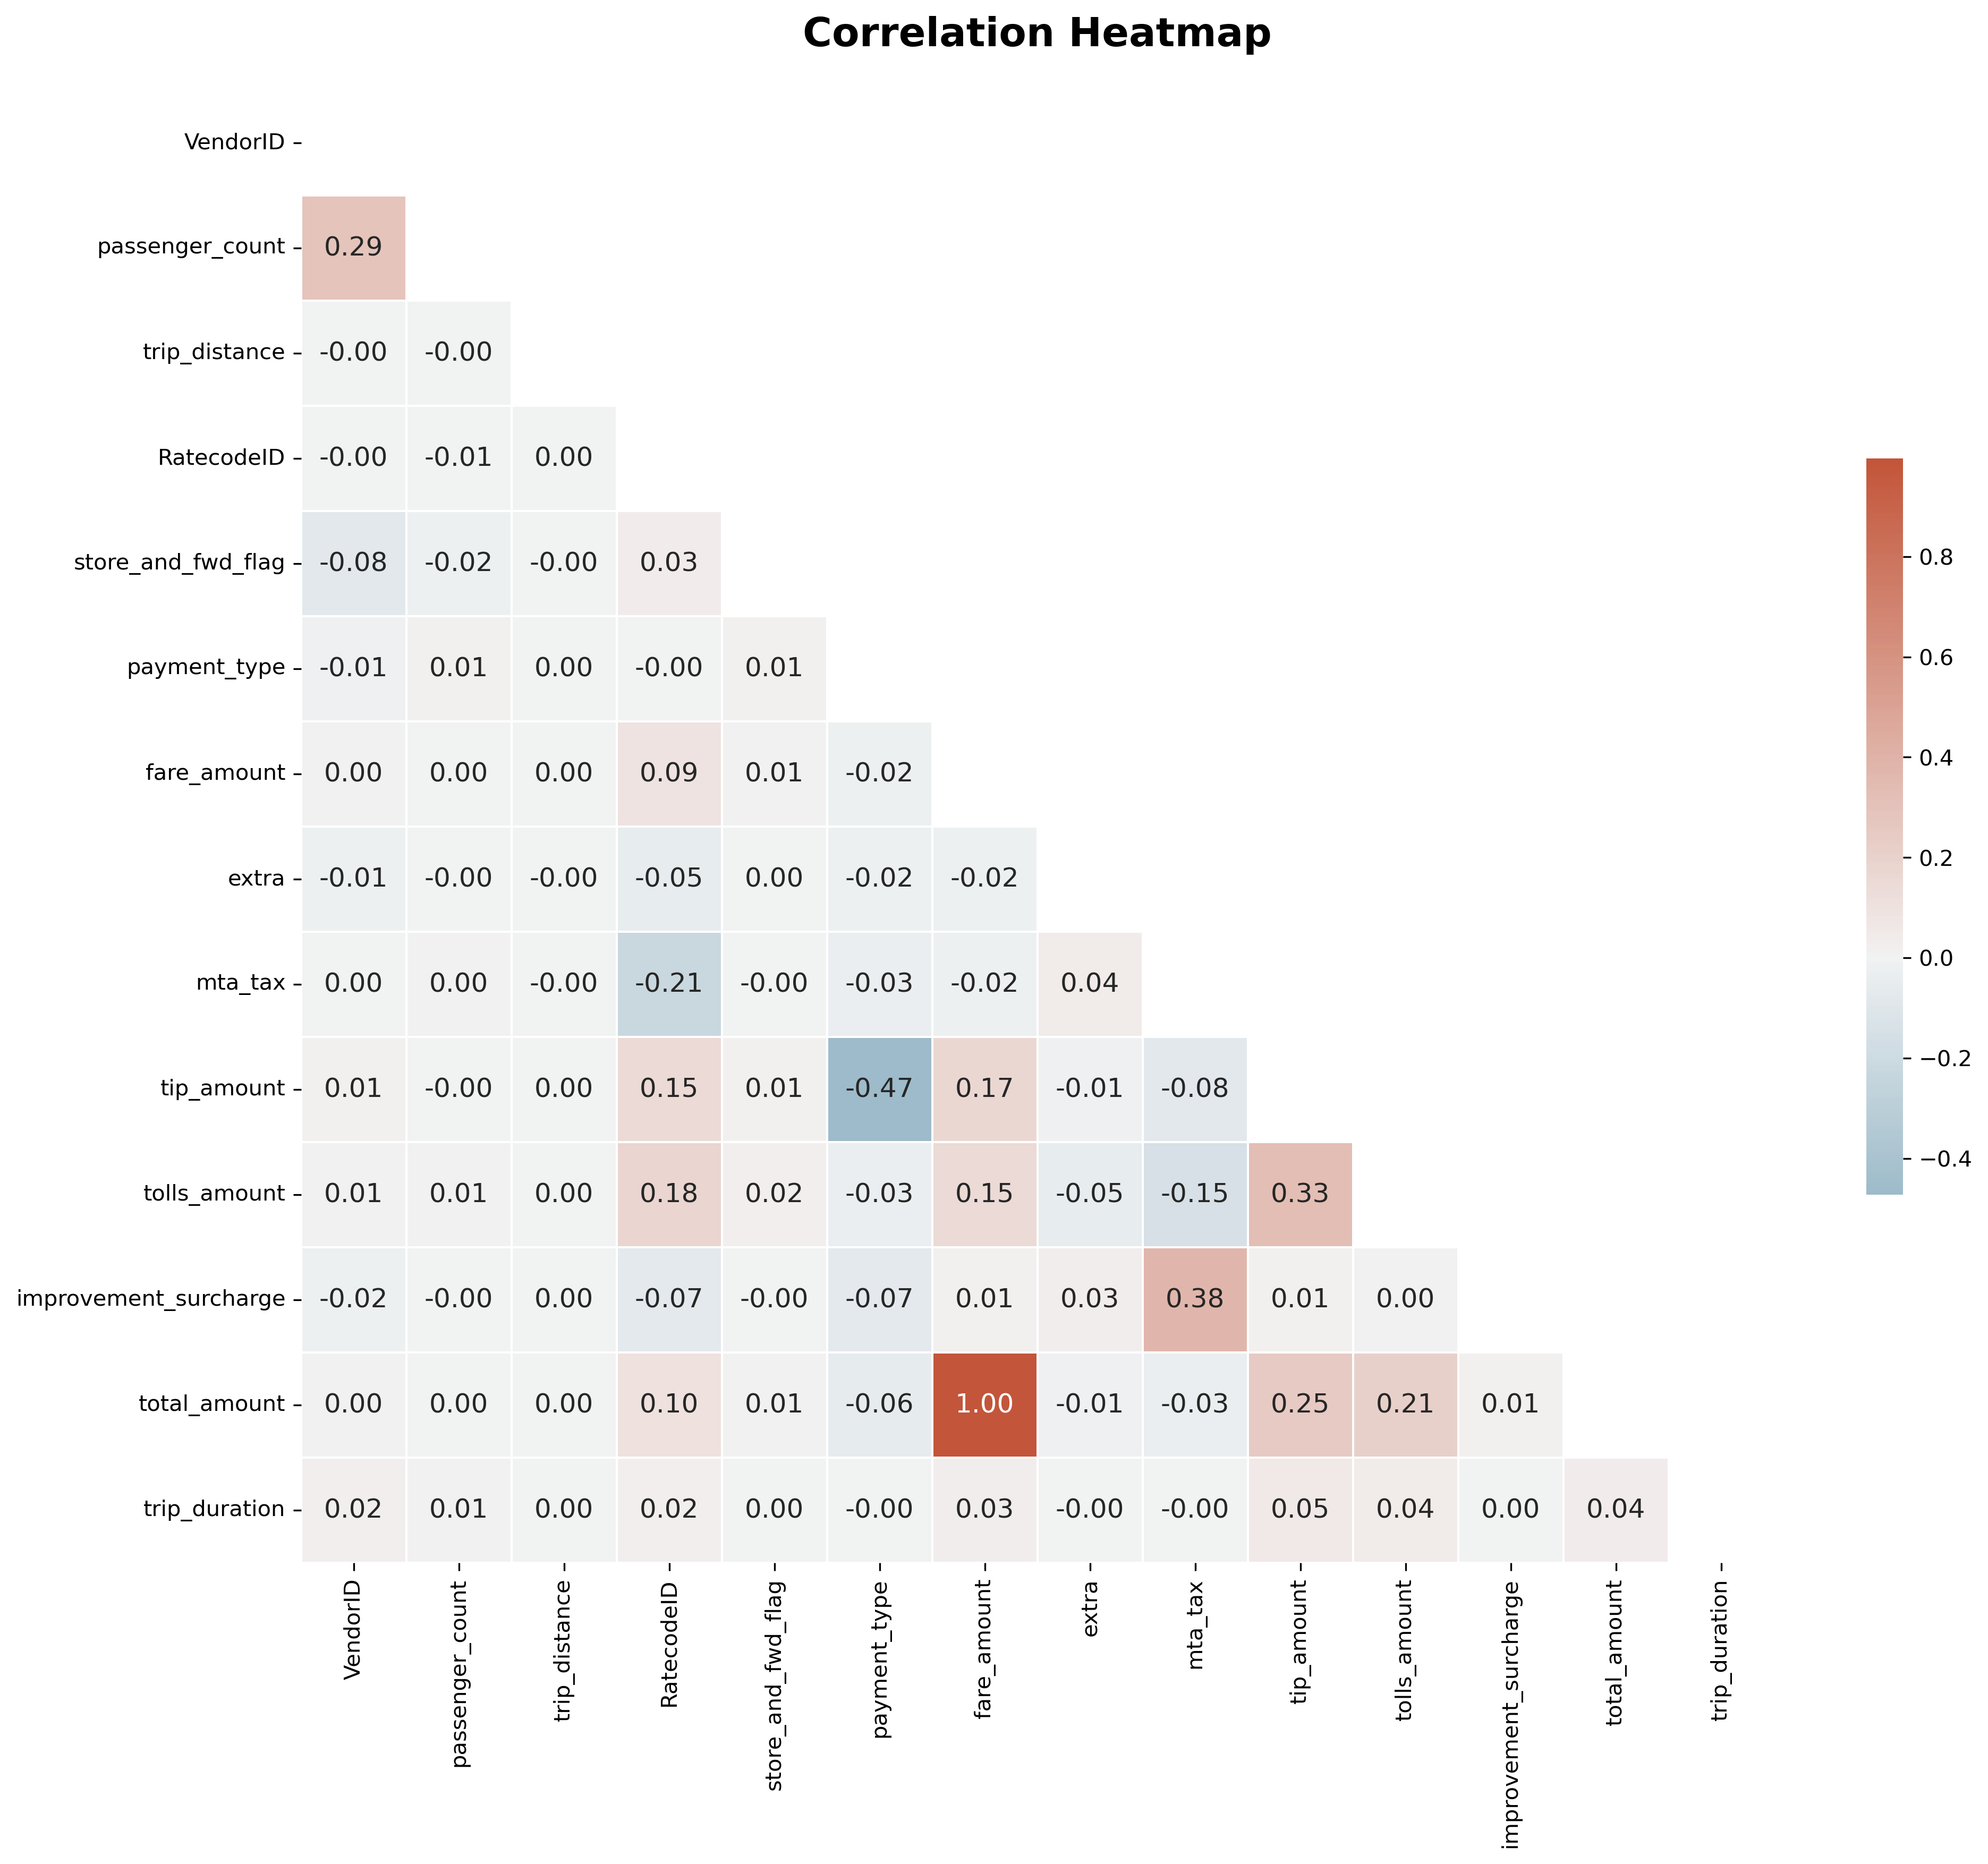 Correlation Heatmap
VendorID
passenger_count 0.29
trip_distance -0.00 -0.00
RatecodeID -0.00 -0.01 0.00
store_and_fwd_flag -0.08 -0.02 -0.00 0.03
payment_type -0.01 0.01 0.00 -0.00 0.01
fare_amount 0.00 0.00 0.00 0.09 0.01 -0.02
extra -0.01 -0.00 -0.00 -0.05 0.00 -0.02 -0.02
mta_tax 0.00 0.00 -0.00 -0.21 -0.00 -0.03 -0.02 0.04
tip_amount 0.01 -0.00 0.00 0.15 0.01 -0.47 0.17 -0.01 -0.08
tolls_amount 0.01 0.01 0.00 0.18 0.02 -0.03 0.15 -0.05 -0.15 0.33
improvement_surcharge -0.02 -0.00 0.00 -0.07 -0.00 -0.07 0.01 0.03 0.38 0.01 0.00
total_amount 0.00 0.00 0.00 0.10 0.01 -0.06 1.00 -0.01 -0.03 0.25 0.21 0.01
trip_duration 0.02 0.01 0.00 0.02 0.00 -0.00 0.03 -0.00 -0.00 0.05 0.04 0.00 0.04
VendorID
passenger_count
trip_distance
RatecodeID
store_and_fwd_flag
payment_type
fare_amount
extra
mta_tax
tip_amount
tolls_amount
improvement_surcharge
total_amount
trip_duration
0.8
0.6
0.4
0.2
0.0
−0.2
−0.4